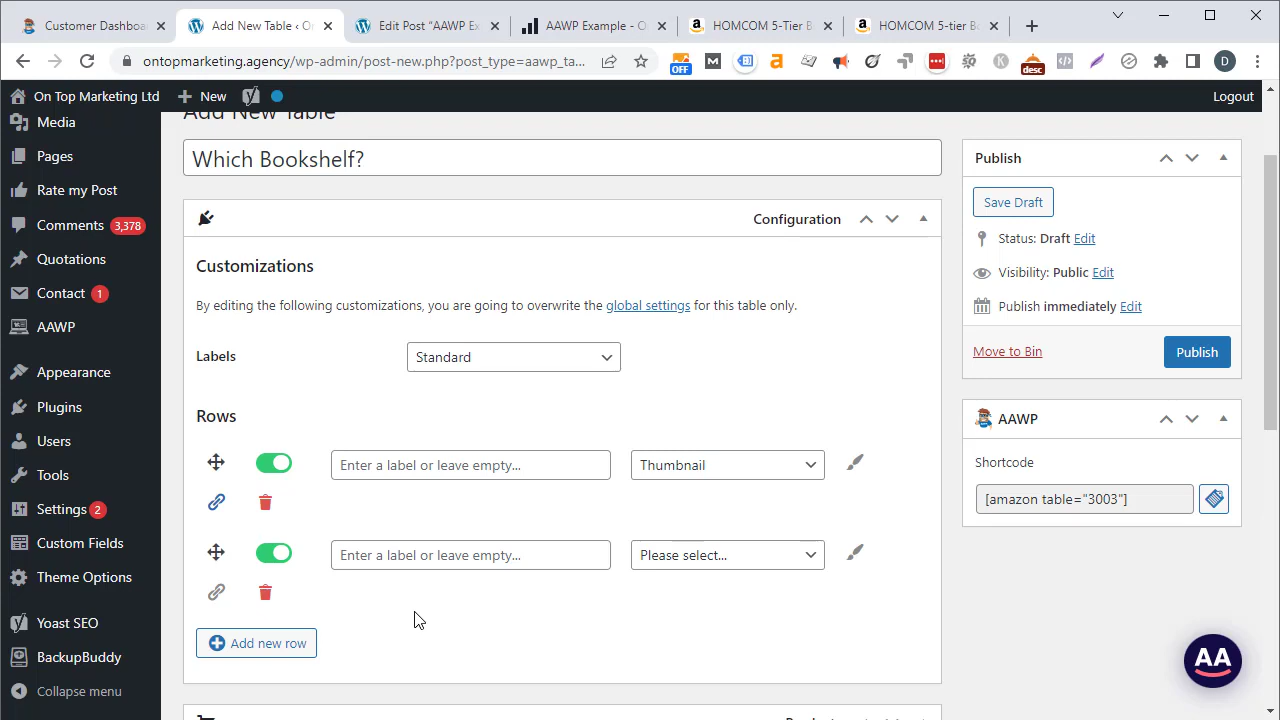 Customer Dashboa
Add New Table ‹ O
Edit Post "AAWP Ex
AAWP Example - O
HOMCOM 5-Tier B
HOMCOM 5-tier B
ontopmarketing.agency/wp-admin/post-new.php?post_type=aawp_ta...
OFF
desc
D
On Top Marketing Ltd
New
Logout
Media
Pages
Rate my Post
Comments 3,378
Quotations
Contact 1
AAWP
Appearance
Plugins
Users
Tools
Settings 2
Custom Fields
Theme Options
Yoast SEO
BackupBuddy
Collapse menu
Add New Table
Which Bookshelf?
Configuration
Customizations
By editing the following customizations, you are going to overwrite the global settings for this table only.
Labels
Standard
Rows
Enter a label or leave empty...
Thumbnail
Enter a label or leave empty...
Please select...
Add new row
Publish
Save Draft
Status: Draft Edit
Visibility: Public Edit
Publish immediately Edit
Move to Bin
Publish
AAWP
Shortcode
[amazon table="3003"]
AA